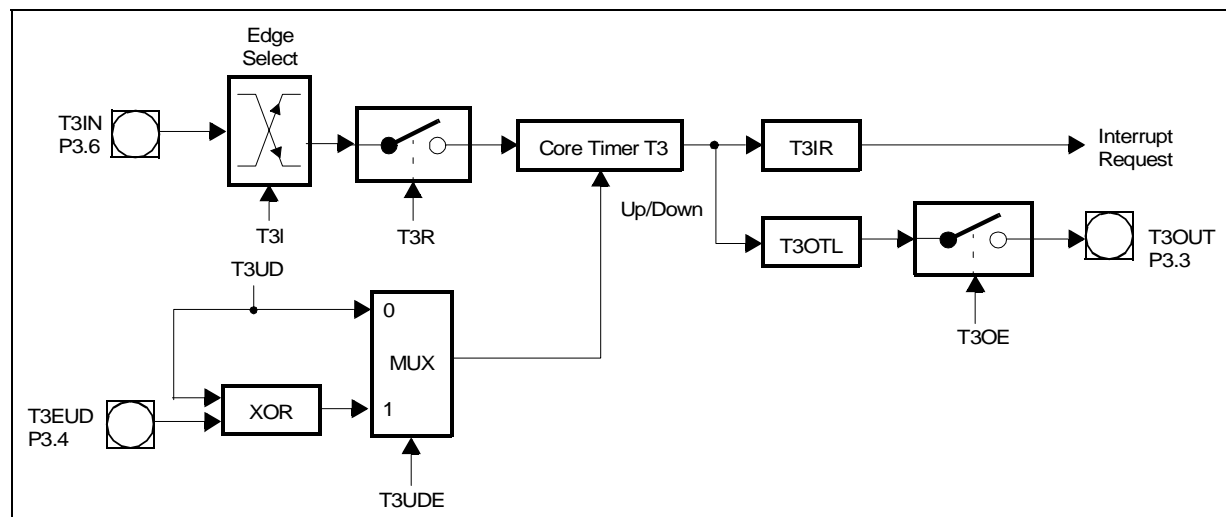 Edge
Select
T3IN
P3.6
Core Timer T3
T3IR
Interrupt
Request
T3I
T3R
Up/Down
T3OTL
T3OUT
P3.3
T3UD
0
MUX
1
T3OE
XOR
T3EUD
P3.4
T3UDE